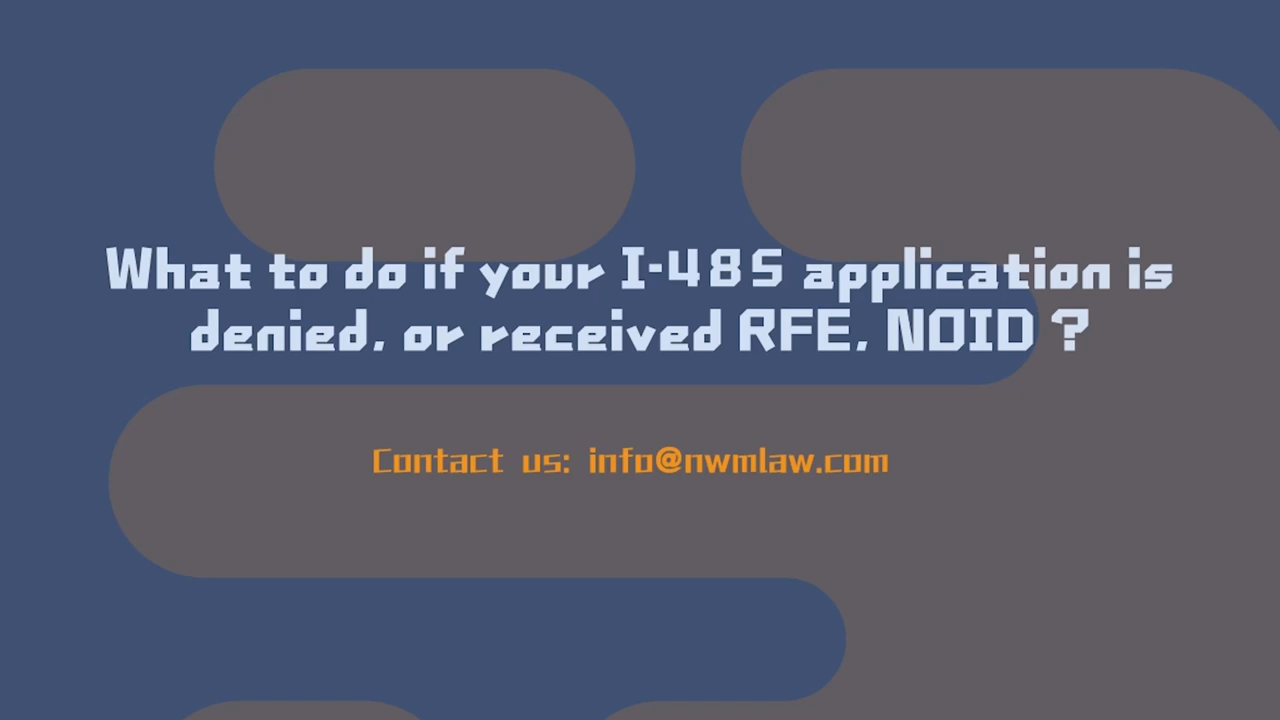 What to do if your I-485 application is
denied, or received RFE, NOID ?
Contact us: info@nwmlaw.com